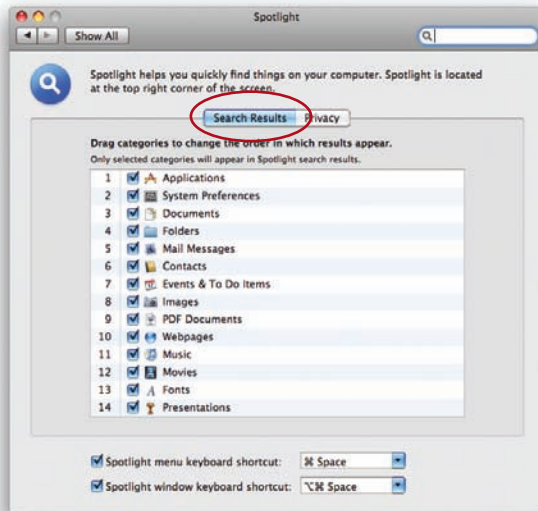 Spotlight
Show All
Spotlight helps you quickly find things on your computer. Spotlight is located
at the top right corner of the screen.
Search Results Privacy
Drag categories to change the order in which results appear.
Only selected categories will appear in Spotlight search results.
1 Applications
2 System Preferences
3 Documents
4 Folders
5 Mail Messages
6 Contacts
7 Events & To Do Items
8 Images
9 PDF Documents
10 Webpages
11 Music
12 Movies
13 Fonts
14 Presentations
Spotlight menu keyboard shortcut: ⌘ Space
Spotlight window keyboard shortcut: ⌥⌘ Space